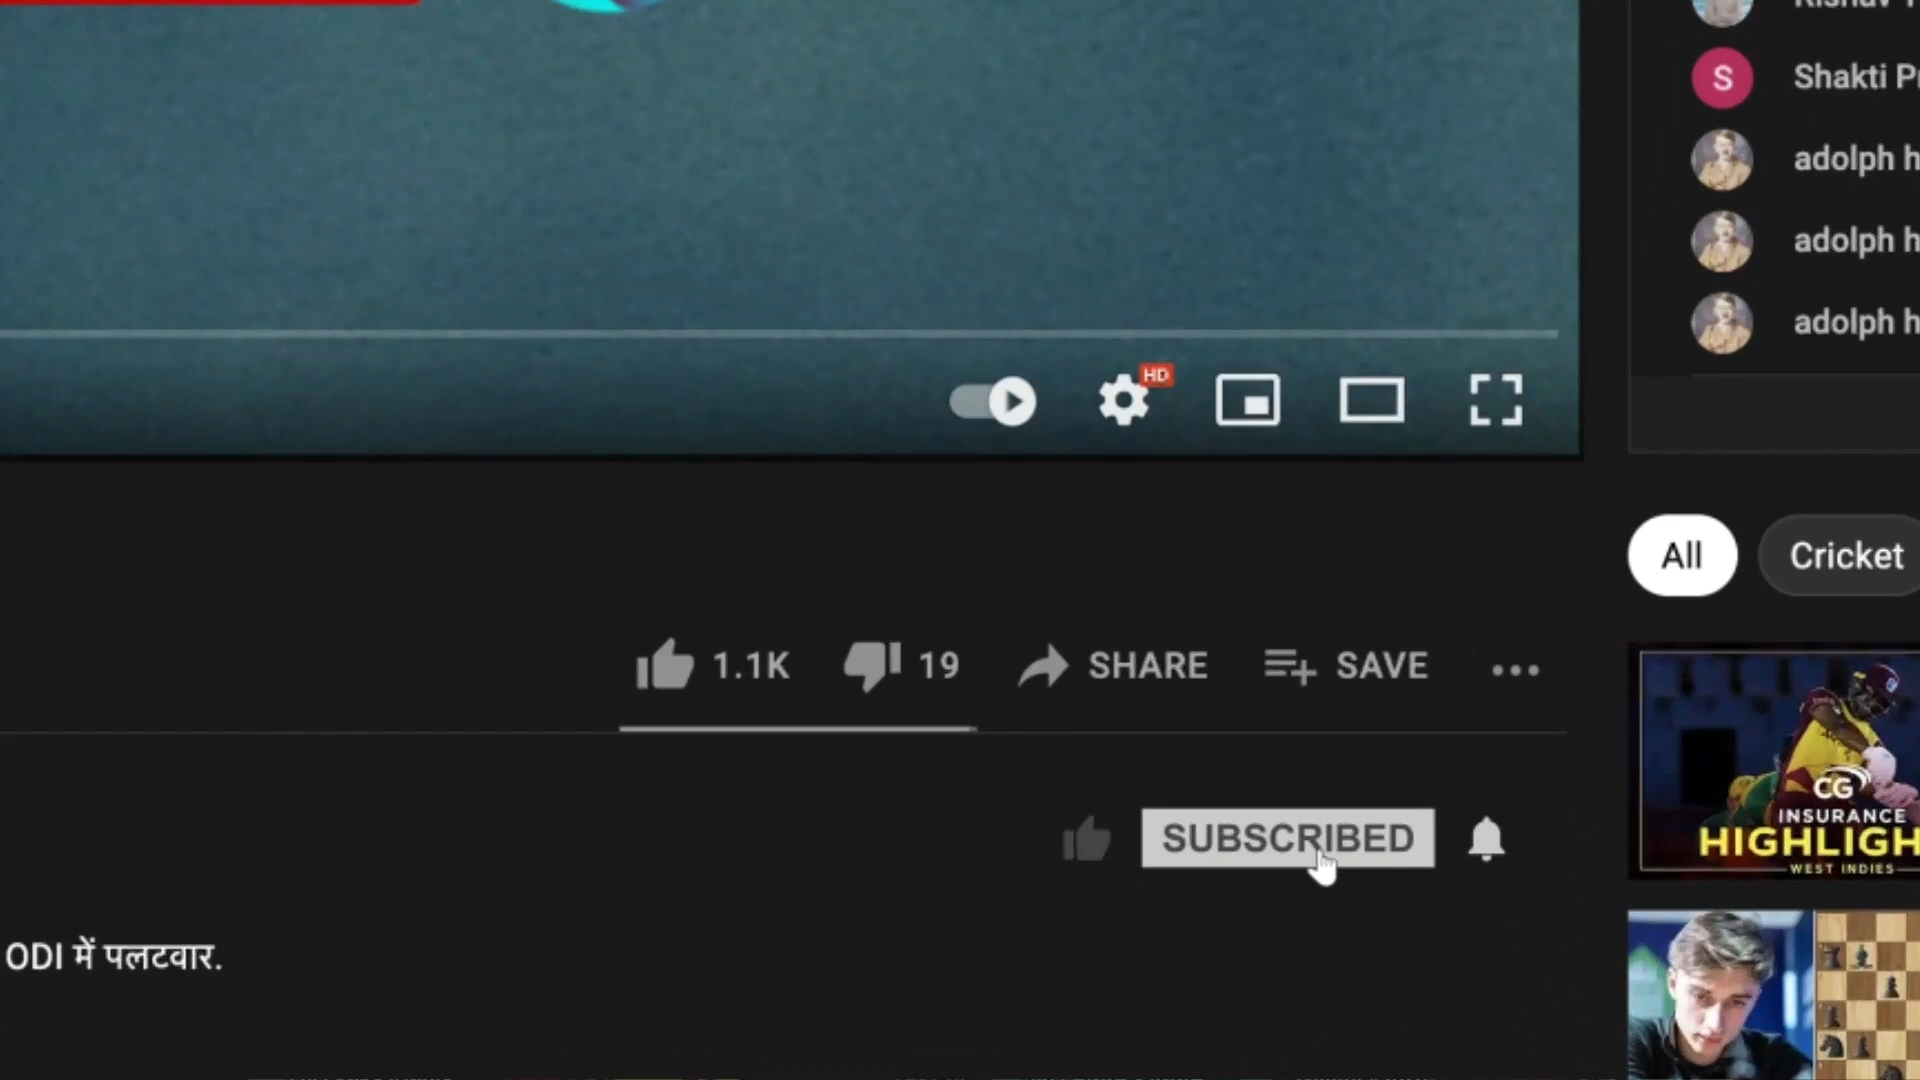 S Shakti
adolph
adolph
adolph
HD
All Cricket
1.1K 19 SHARE SAVE
CG
INSURANCE
WEST INDIES
SUBSCRIBED
ODI में पलटवार.